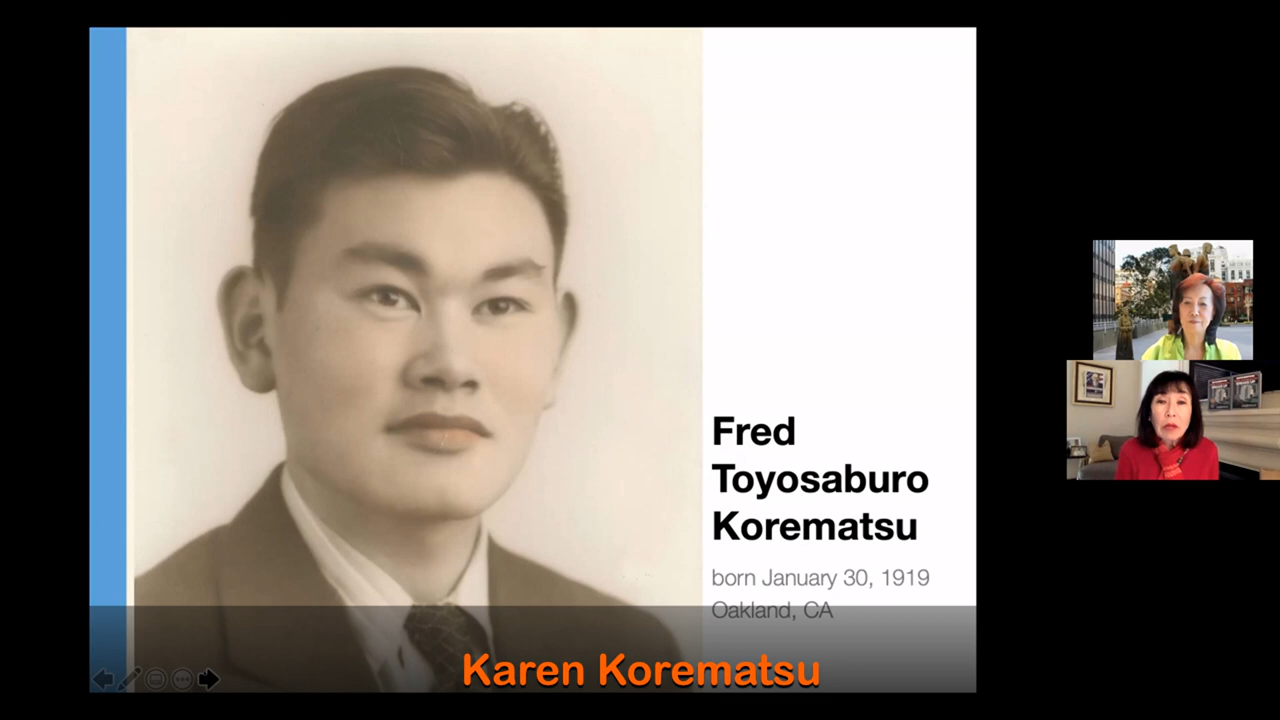 Fred
Toyosaburo
Korematsu
born January 30, 1919
Oakland, CA
Karen Korematsu